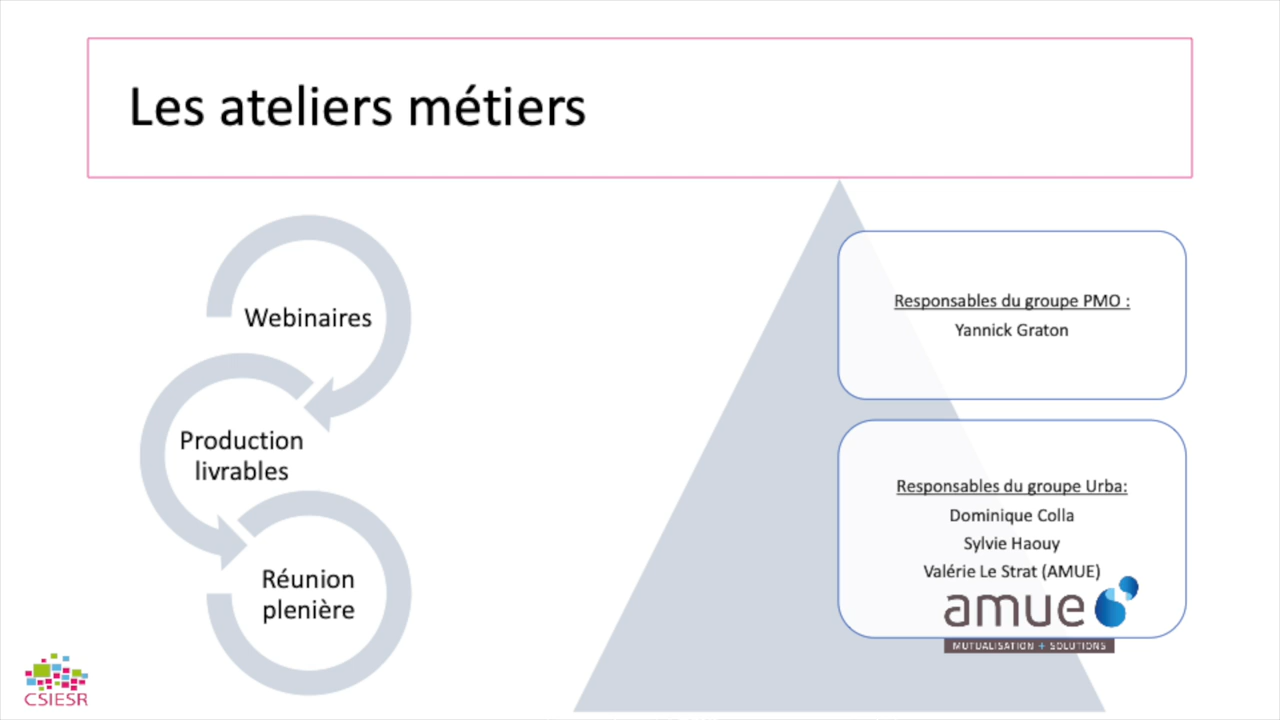 Les ateliers métiers
Webinaires
Production
livrables
Réunion
plenière
Responsables du groupe PMO :
Yannick Graton
Responsables du groupe Urba:
Dominique Colla
Sylvie Haouy
Valérie Le Strat (AMUE)
amue
MUTUALISATION + SOLUTIONS
CSIESR